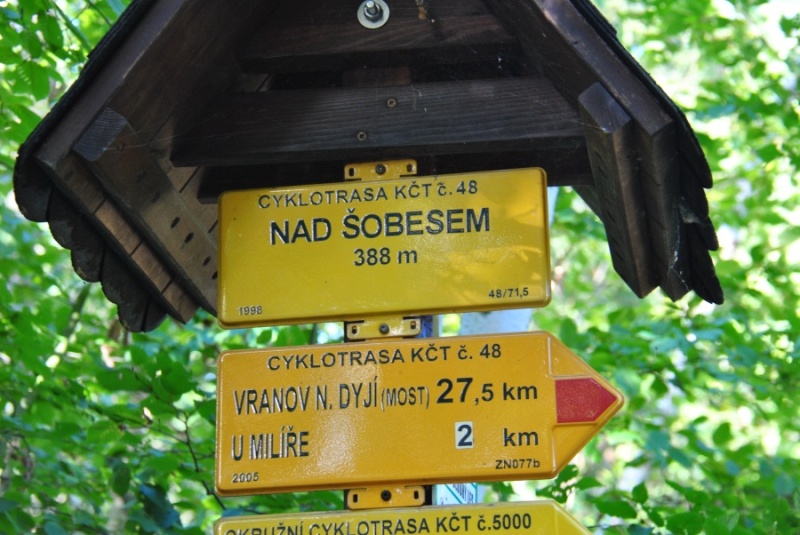 CYKLOTRASA KČT č. 48
NAD ŠOBESEM
388 m
1998 48/71,5
CYKLOTRASA KČT č. 48
VRANOV N. DYJÍ (MOST) 27,5 km
U MILÍŘE 2 km
2005 ZN077b
OKRUŽNÍ CYKLOTRASA KČT č.5000